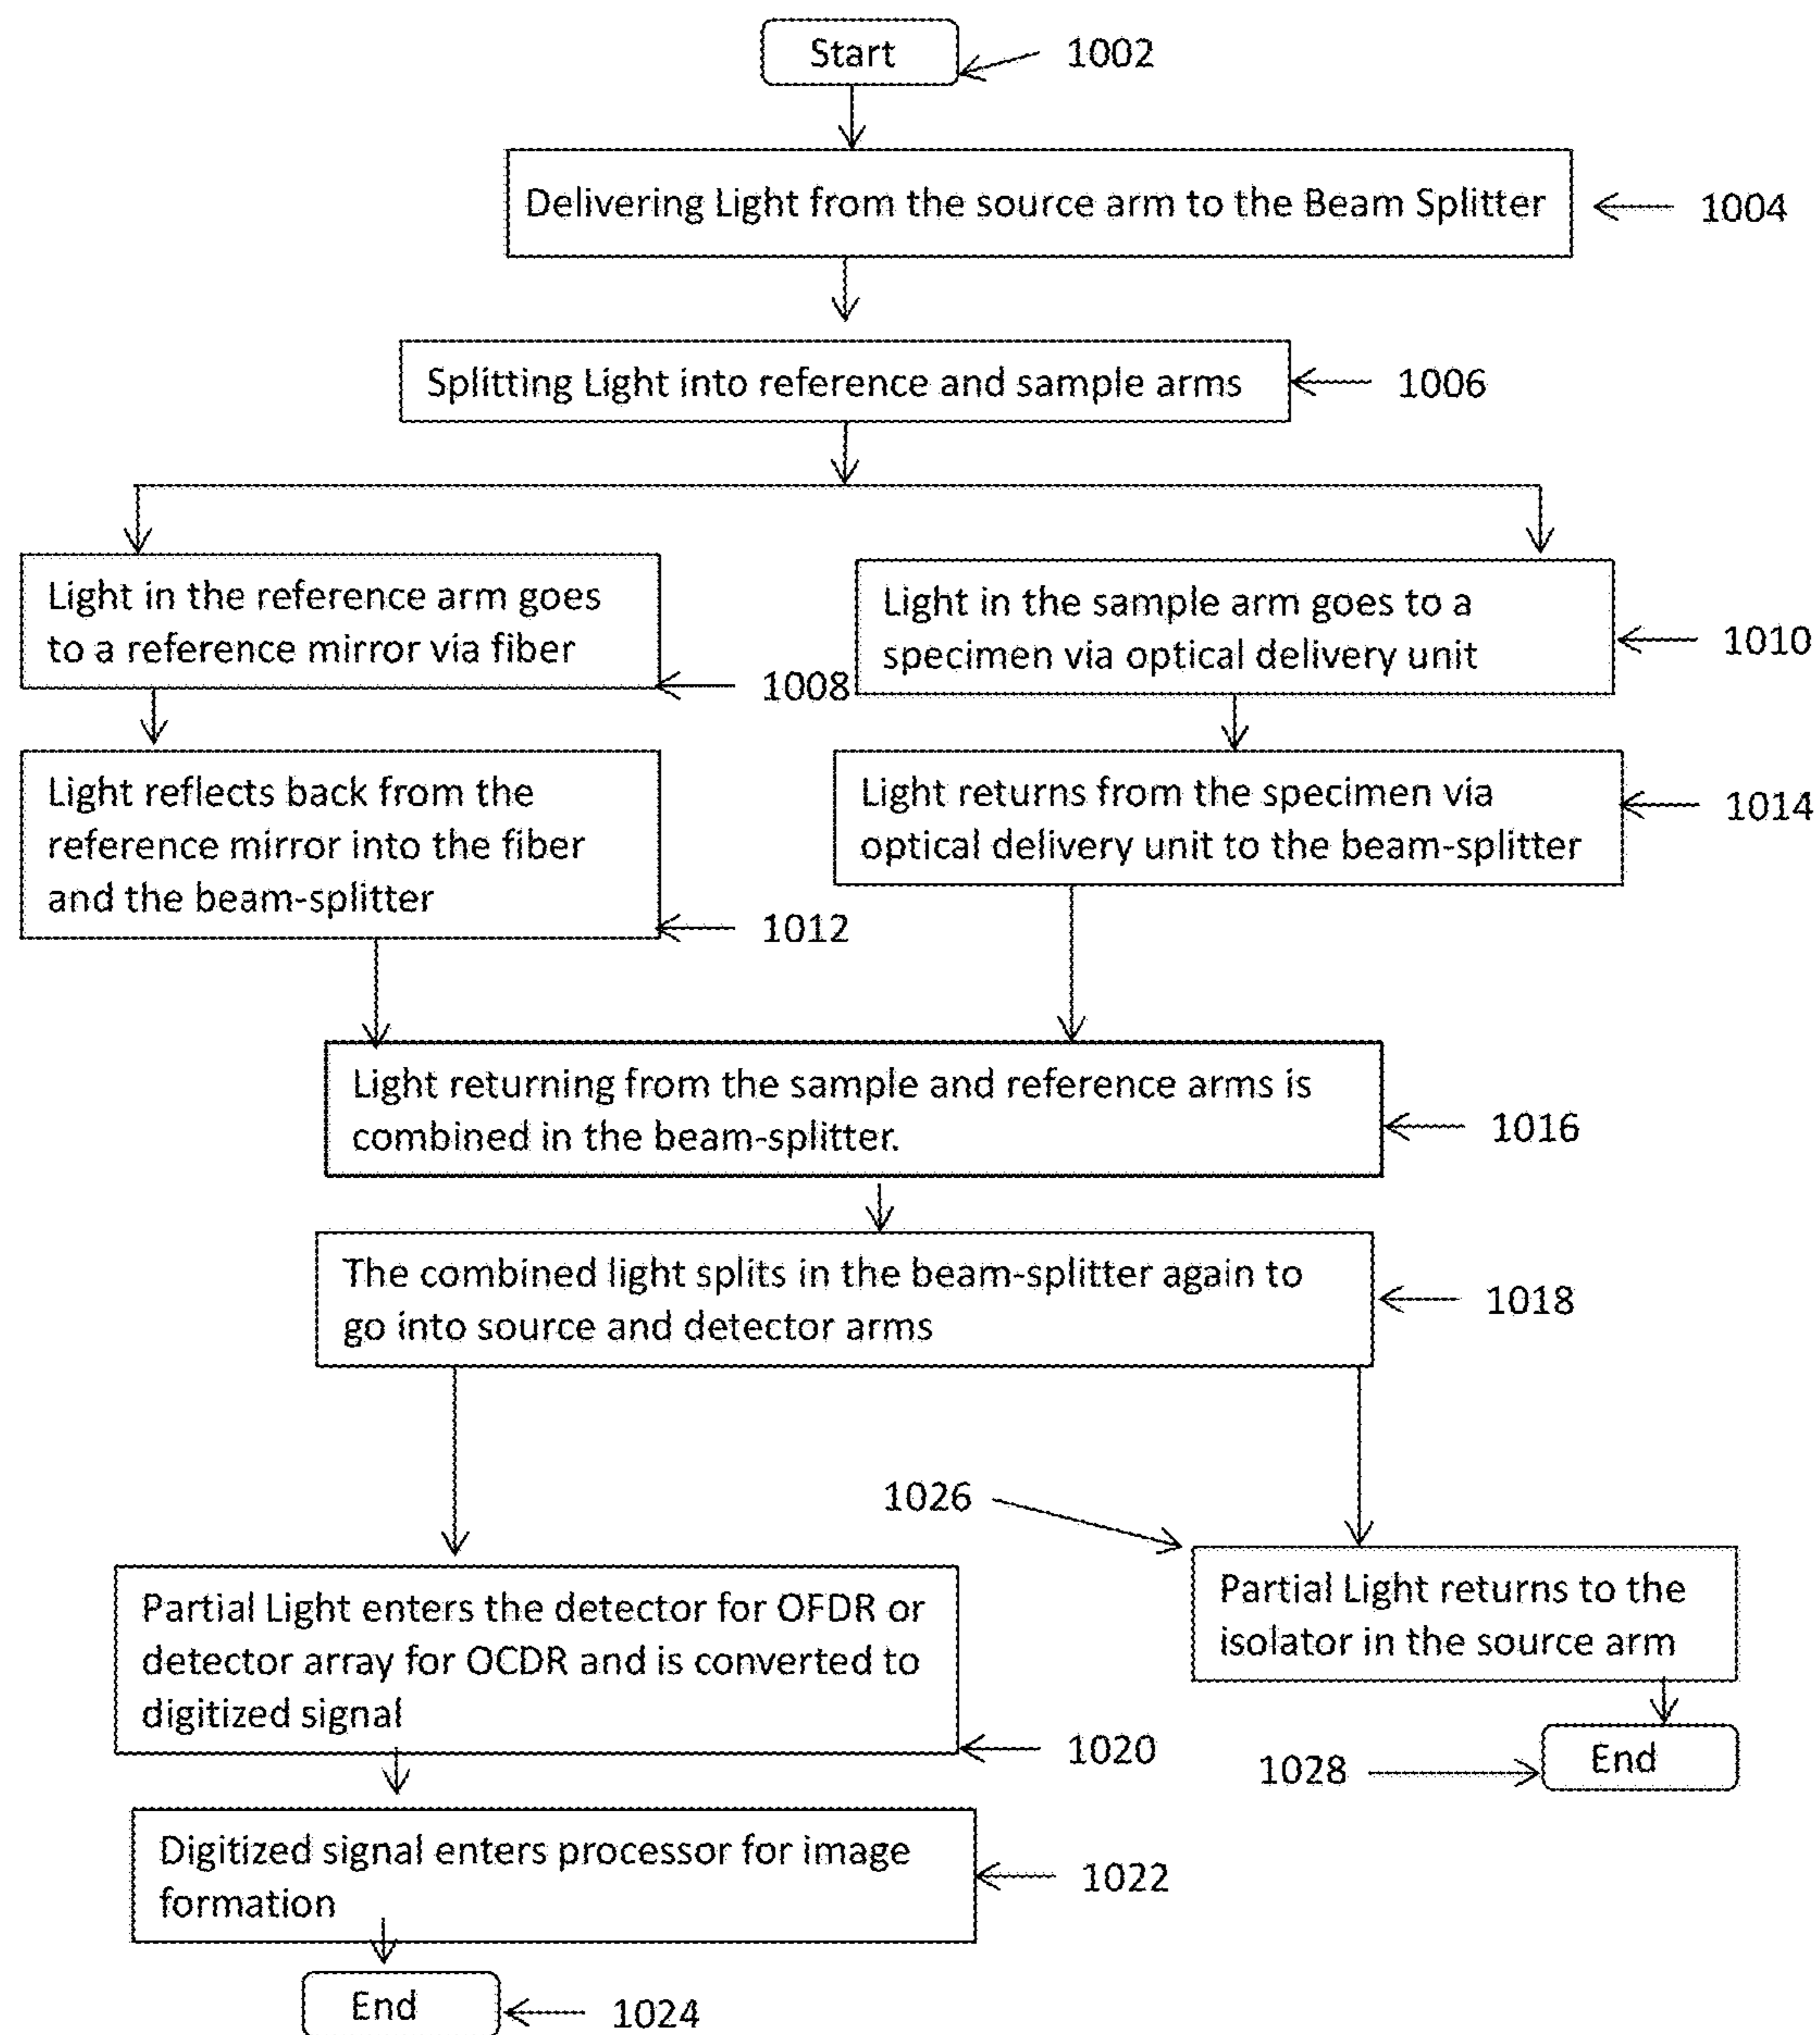 Start
1002
Delivering Light from the source arm to the Beam Splitter
1004
Splitting Light into reference and sample arms
1006
Light in the reference arm goes
to a reference mirror via fiber
1008
Light in the sample arm goes to a
specimen via optical delivery unit
1010
Light reflects back from the
reference mirror into the fiber
and the beam-splitter
1012
Light returns from the specimen via
optical delivery unit to the beam-splitter
1014
Light returning from the sample and reference arms is
combined in the beam-splitter.
1016
The combined light splits in the beam-splitter again to
go into source and detector arms
1018
1026
Partial Light enters the detector for OFDR or
detector array for OCDR and is converted to
digitized signal
1020
Partial Light returns to the
isolator in the source arm
1028
End
Digitized signal enters processor for image
formation
1022
End
1024